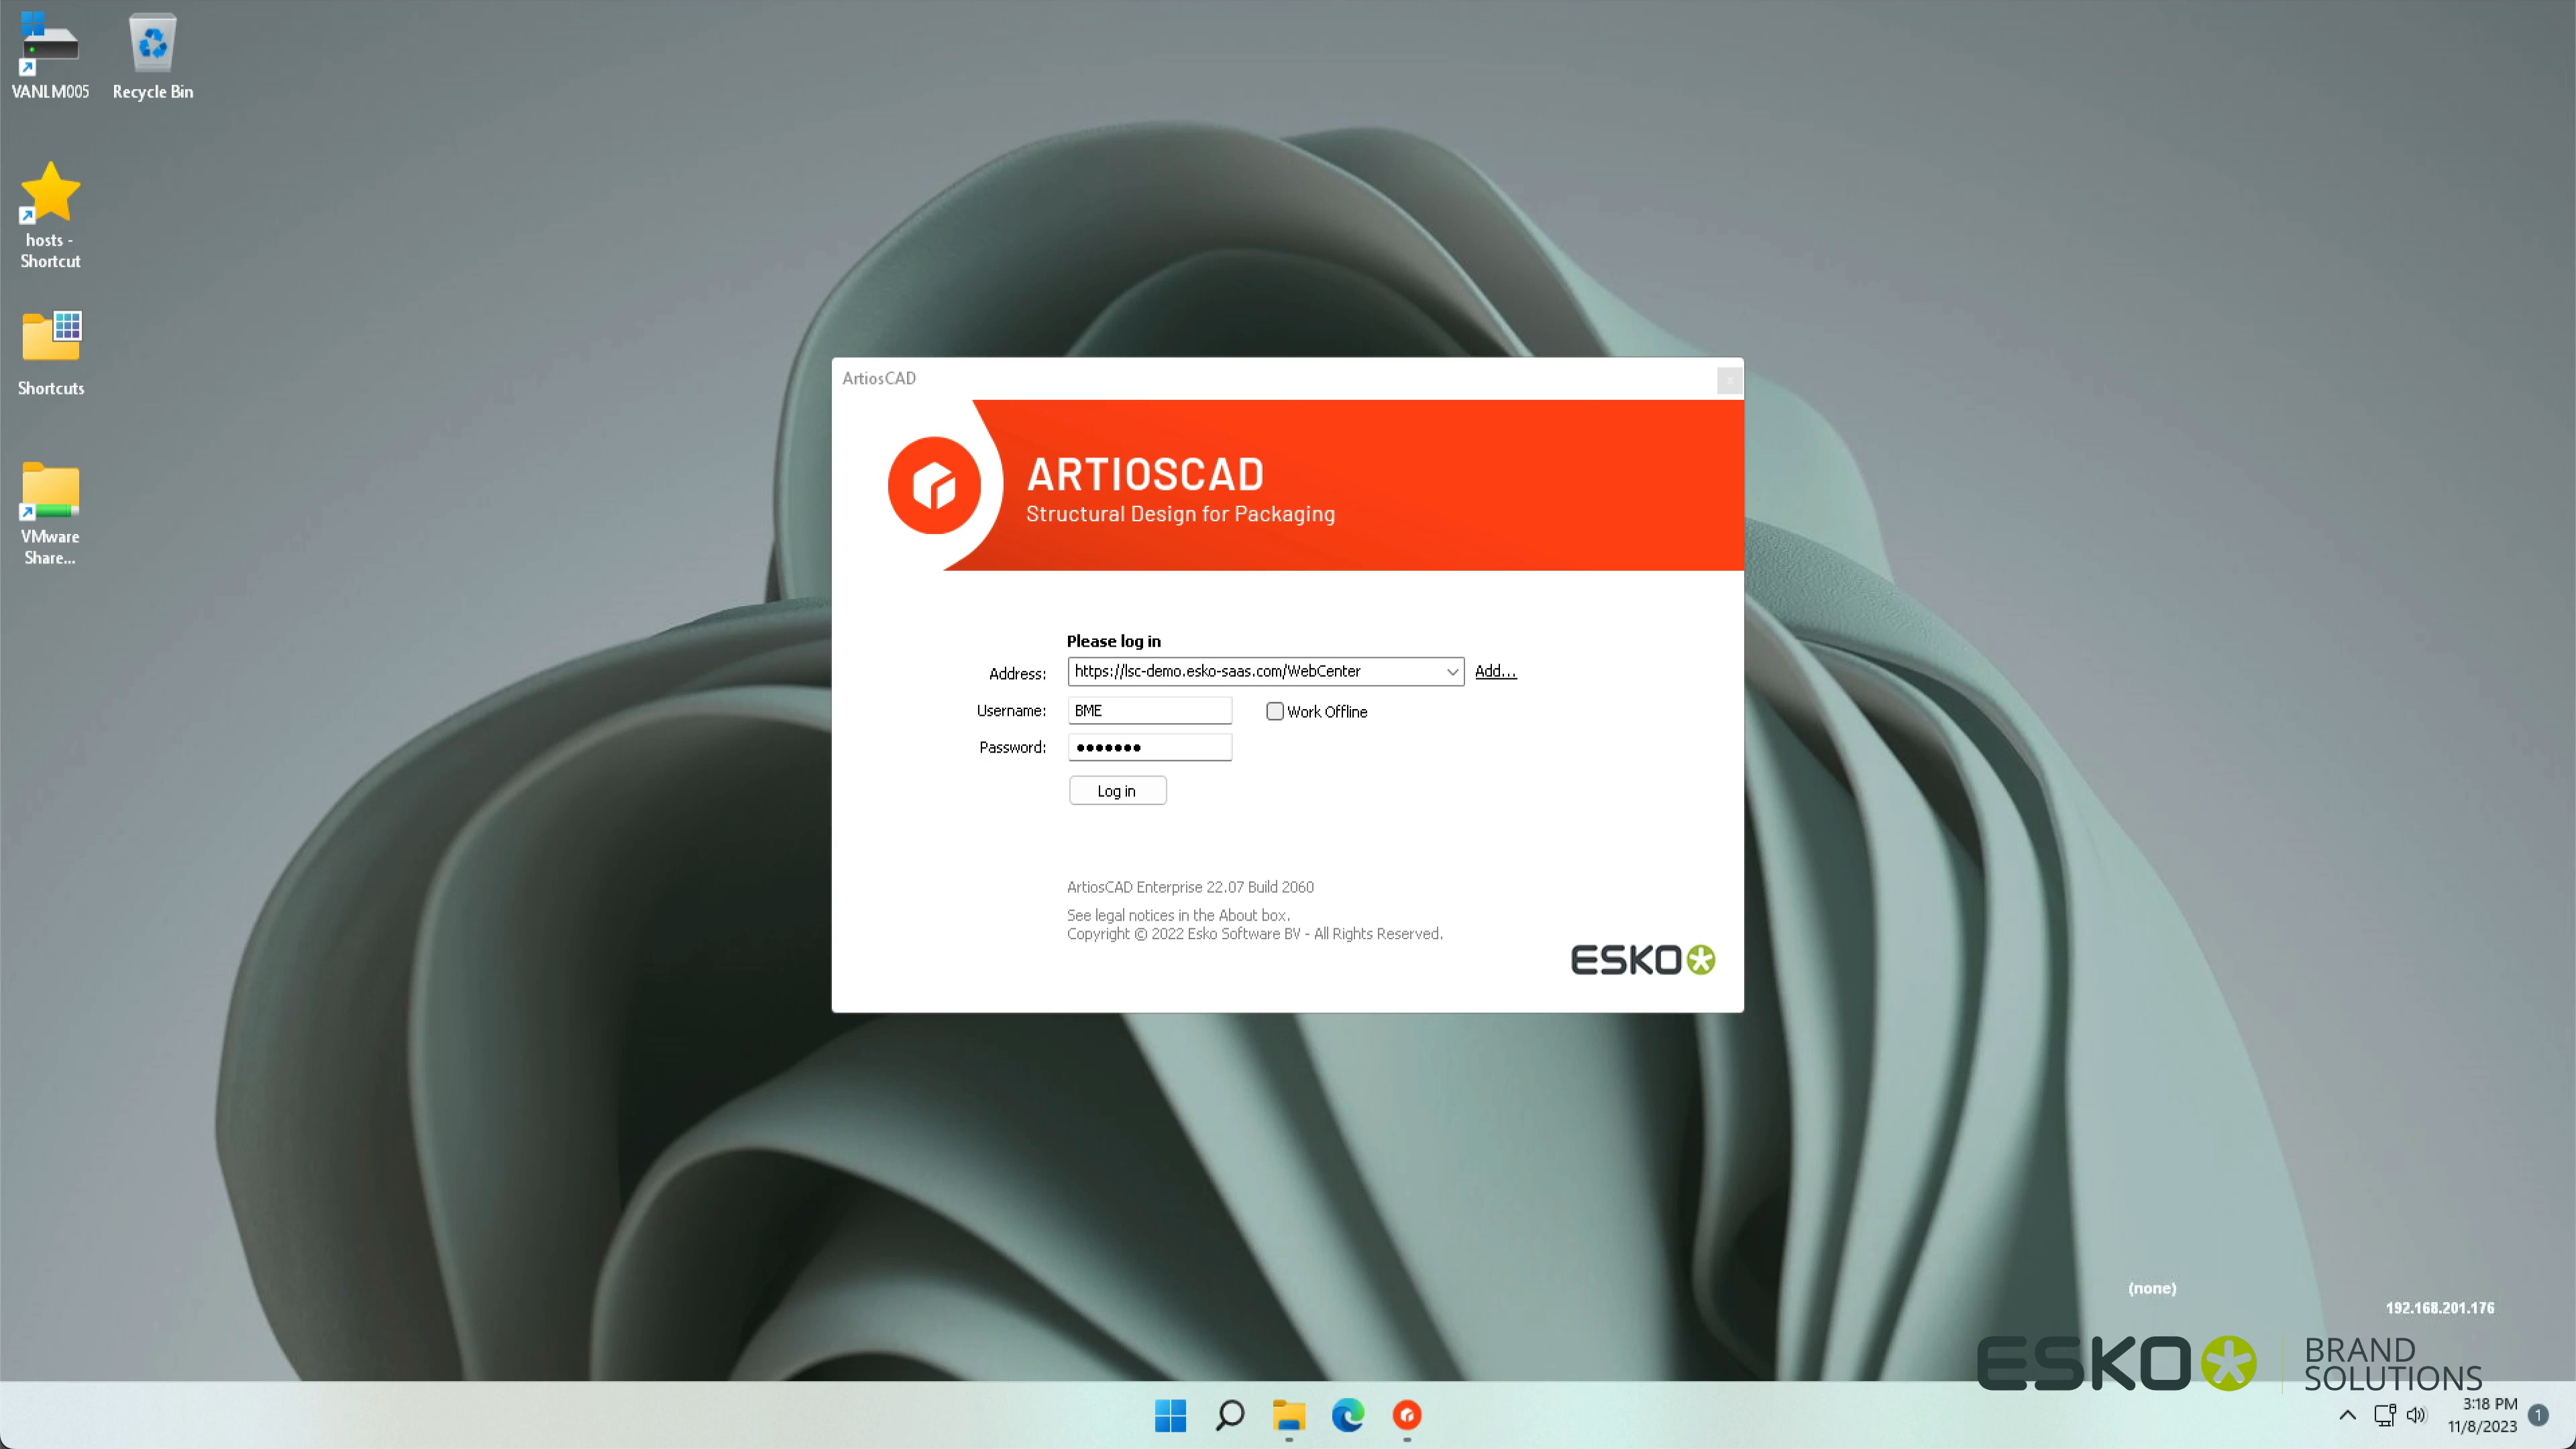 VANLM005
Recycle Bin
hosts -
Shortcut
Shortcuts
VMware
Share...
ArtiosCAD
x
ARTIOSCAD
Structural Design for Packaging
Please log in
Address:
https://lsc-demo.esko-saas.com/WebCenter
Add...
Username:
BME
Work Offline
Password:
•••••••
Log in
ArtiosCAD Enterprise 22.07 Build 2060
See legal notices in the About box.
Copyright © 2022 Esko Software BV - All Rights Reserved.
ESKO
(none)
192.168.201.176
ESKO
BRAND
SOLUTIONS
3:18 PM
11/8/2023
1